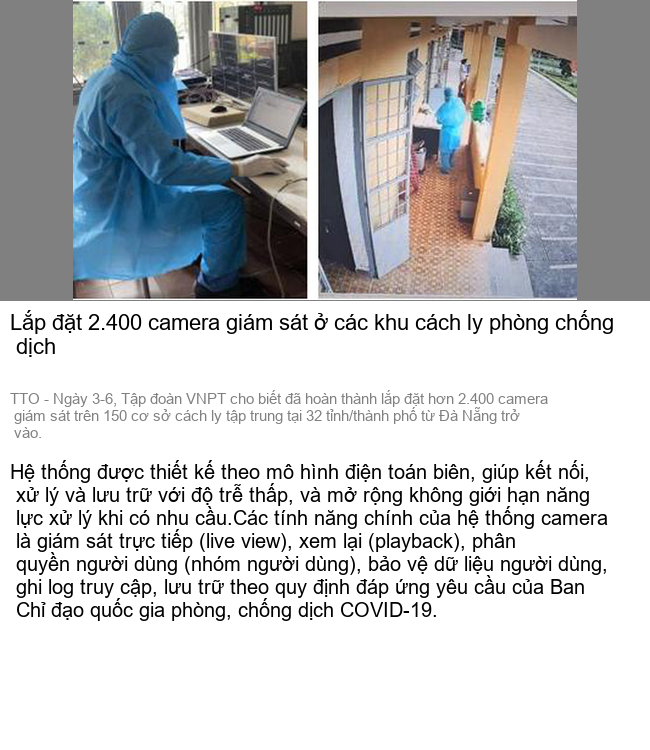 Lắp đặt 2.400 camera giám sát ở các khu cách ly phòng chống
dịch
TTO - Ngày 3-6, Tập đoàn VNPT cho biết đã hoàn thành lắp đặt hơn 2.400 camera
giám sát trên 150 cơ sở cách ly tập trung tại 32 tỉnh/thành phố từ Đà Nẵng trở
vào.
Hệ thống được thiết kế theo mô hình điện toán biên, giúp kết nối,
xử lý và lưu trữ với độ trễ thấp, và mở rộng không giới hạn năng
lực xử lý khi có nhu cầu.Các tính năng chính của hệ thống camera
là giám sát trực tiếp (live view), xem lại (playback), phân
quyền người dùng (nhóm người dùng), bảo vệ dữ liệu người dùng,
ghi log truy cập, lưu trữ theo quy định đáp ứng yêu cầu của Ban
Chỉ đạo quốc gia phòng, chống dịch COVID-19.